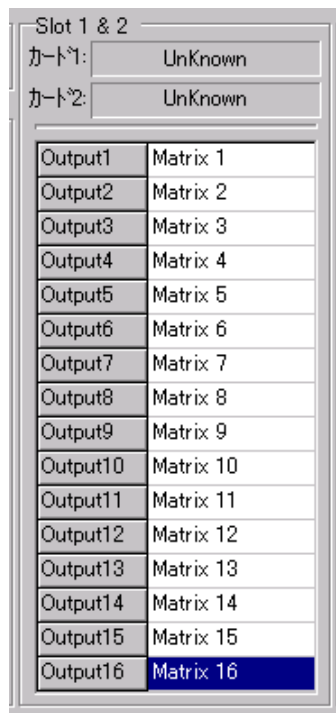 Slot 1 & 2
カード1: UnKnown
カード2: UnKnown
Output1 Matrix 1
Output2 Matrix 2
Output3 Matrix 3
Output4 Matrix 4
Output5 Matrix 5
Output6 Matrix 6
Output7 Matrix 7
Output8 Matrix 8
Output9 Matrix 9
Output10 Matrix 10
Output11 Matrix 11
Output12 Matrix 12
Output13 Matrix 13
Output14 Matrix 14
Output15 Matrix 15
Output16 Matrix 16